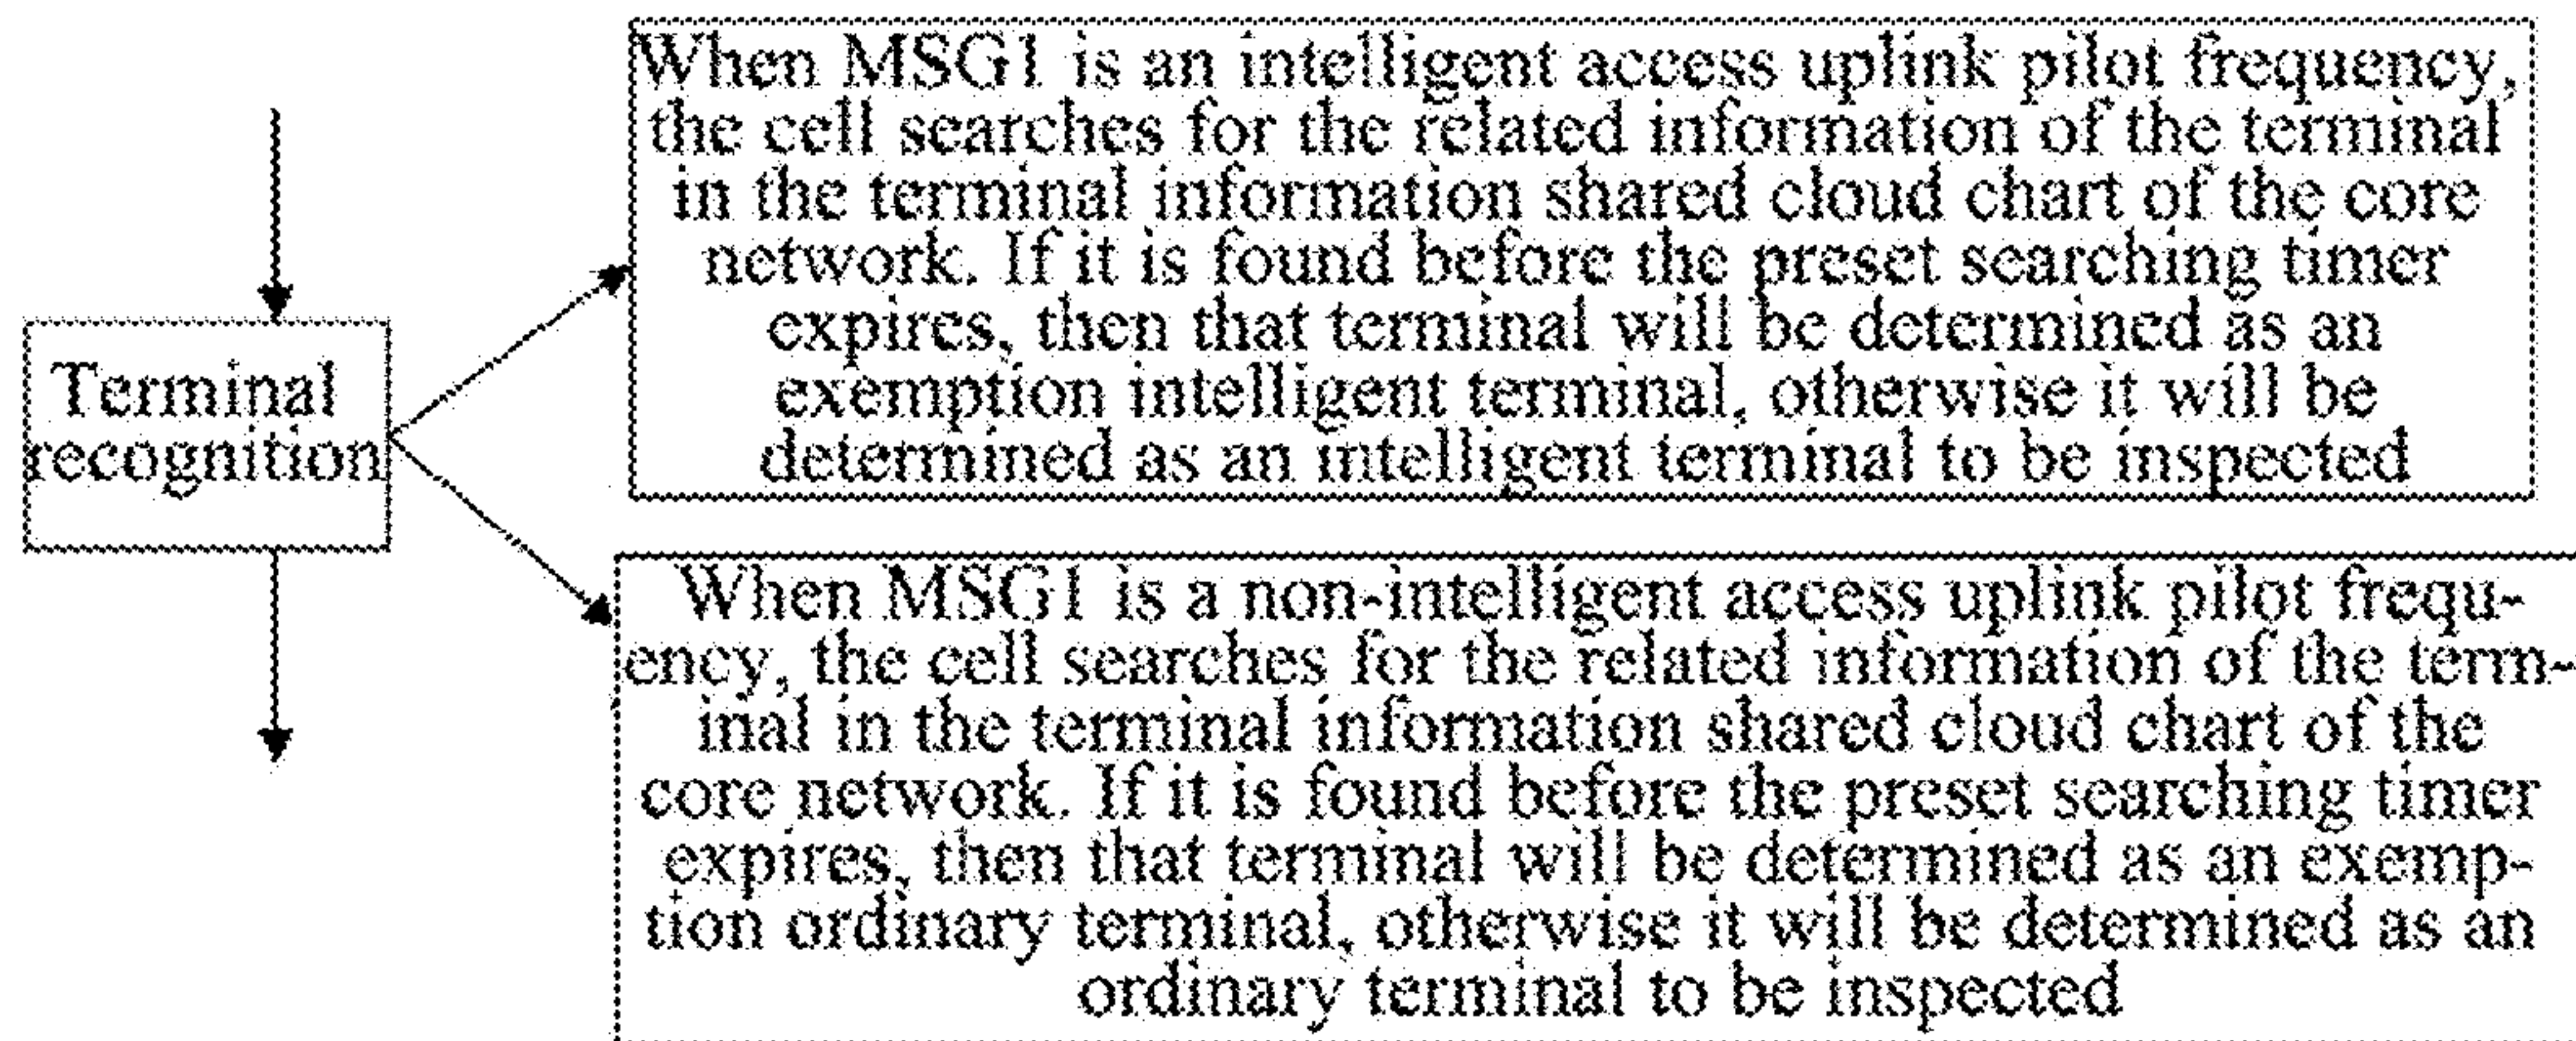 Terminal
recognition
When MSG1 is an intelligent access uplink pilot frequency,
the cell searches for the related information of the terminal
in the terminal information shared cloud chart of the core
network. If it is found before the preset searching timer
expires, then that terminal will be determined as an
exemption intelligent terminal, otherwise it will be
determined as an intelligent terminal to be inspected
When MSG1 is a non-intelligent access uplink pilot frequ-
ency, the cell searches for the related information of the term-
inal in the terminal information shared cloud chart of the
core network. If it is found before the preset searching timer
expires, then that terminal will be determined as an exemp-
tion ordinary terminal, otherwise it will be determined as an
ordinary terminal to be inspected